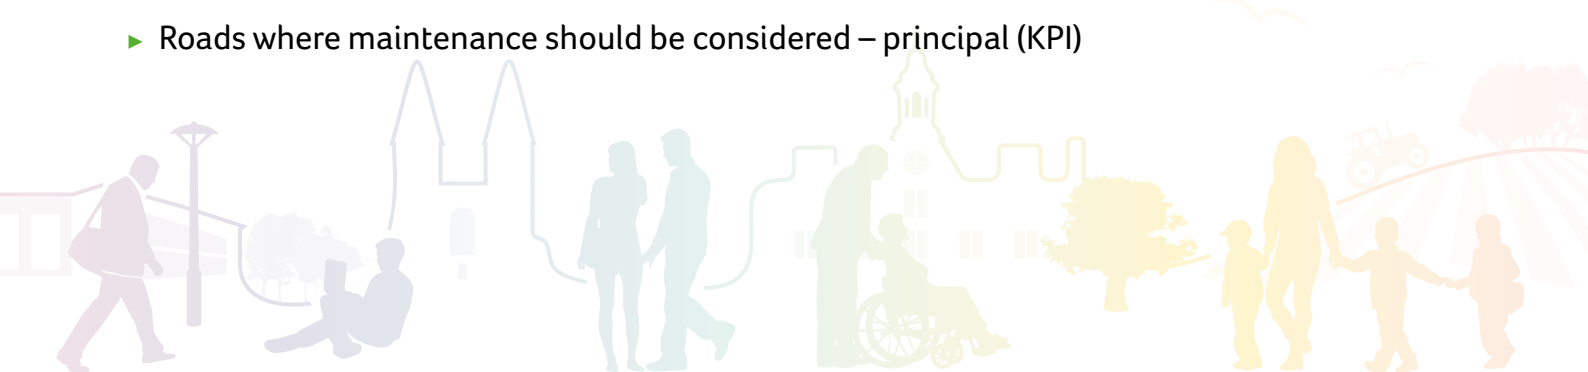 ► Roads where maintenance should be considered – principal (KPI)